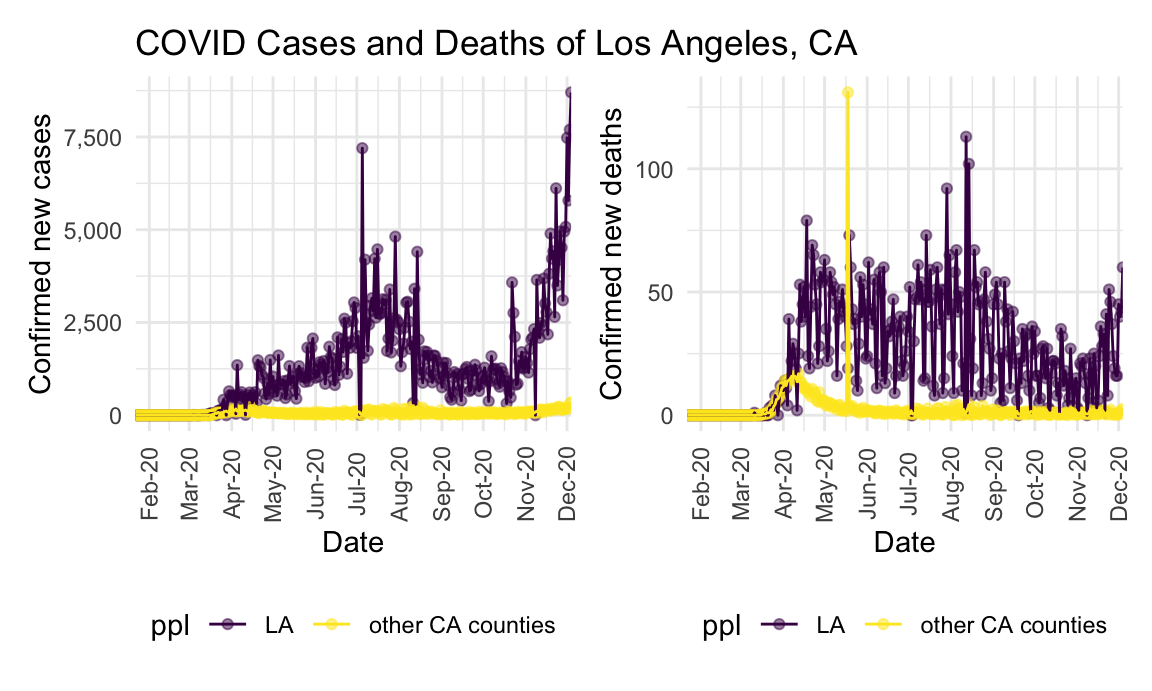 COVID Cases and Deaths of Los Angeles, CA
Confirmed new cases
7,500
5,000
2,500
0
Feb-20
Mar-20
Apr-20
May-20
Jun-20
Jul-20
Aug-20
Sep-20
Oct-20
Nov-20
Dec-20
Date
ppl LA other CA counties
Confirmed new deaths
100
50
0
Feb-20
Mar-20
Apr-20
May-20
Jun-20
Jul-20
Aug-20
Sep-20
Oct-20
Nov-20
Dec-20
Date
ppl LA other CA counties